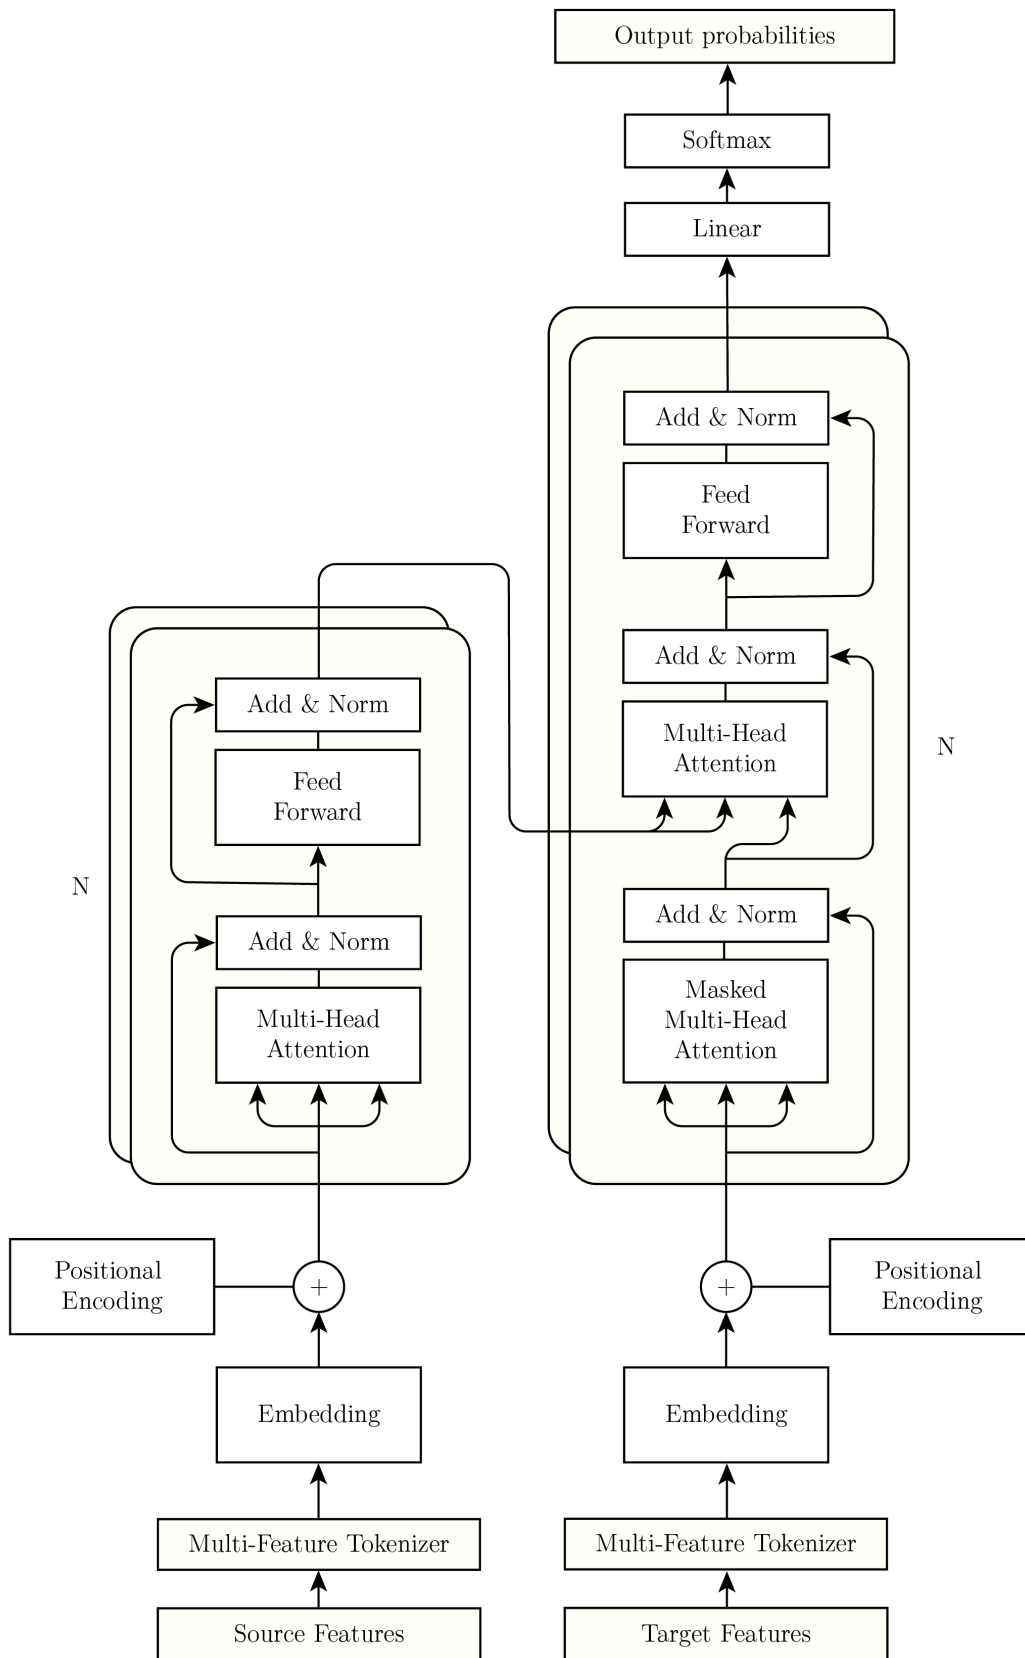 Output probabilities
Softmax
Linear
Add & Norm
Feed
Forward
Add & Norm
Multi-Head
Attention
N
Add & Norm
Masked
Multi-Head
Attention
Add & Norm
Feed
Forward
N
Add & Norm
Multi-Head
Attention
Positional
Encoding
+
+
Positional
Encoding
Embedding
Embedding
Multi-Feature Tokenizer
Multi-Feature Tokenizer
Source Features
Target Features